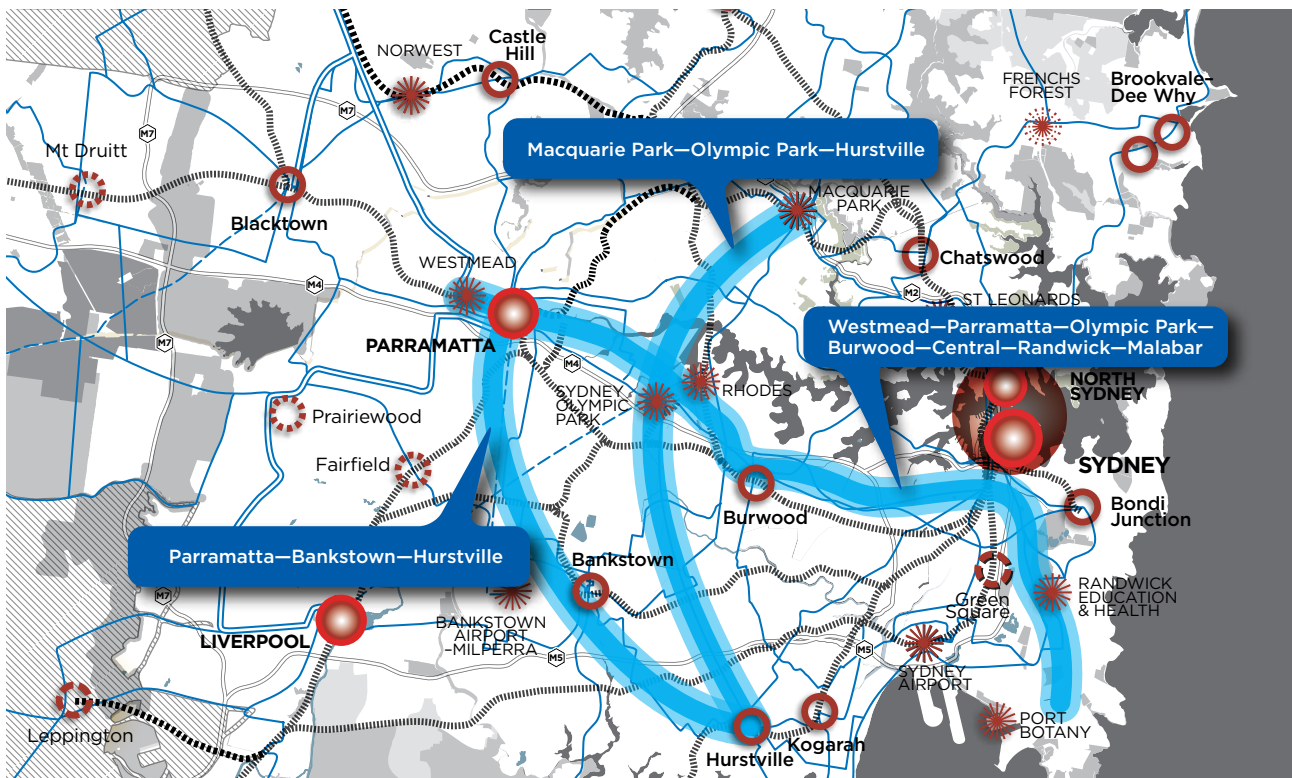 NORWEST
Castle
Hill
FRENCHS
FOREST
Brookvale–
Dee Why
M7
M7
Mt Druitt
Macquarie Park—Olympic Park—Hurstville
MACQUARIE
PARK
Blacktown
Chatswood
WESTMEAD
M4
M2
ST LEONARDS
Westmead—Parramatta—Olympic Park—
Burwood—Central—Randwick—Malabar
PARRAMATTA
M7
M4
SYDNEY
OLYMPIC
PARK
RHODES
NORTH
SYDNEY
Prairiewood
Fairfield
SYDNEY
Burwood
Bondi
Junction
Parramatta—Bankstown—Hurstville
Bankstown
Green
Square
RANDWICK
EDUCATION
& HEALTH
M7
LIVERPOOL
BANKSTOWN
AIRPORT
–MILPERRA
M5
M5
SYDNEY
AIRPORT
Leppington
Hurstville
Kogarah
PORT
BOTANY